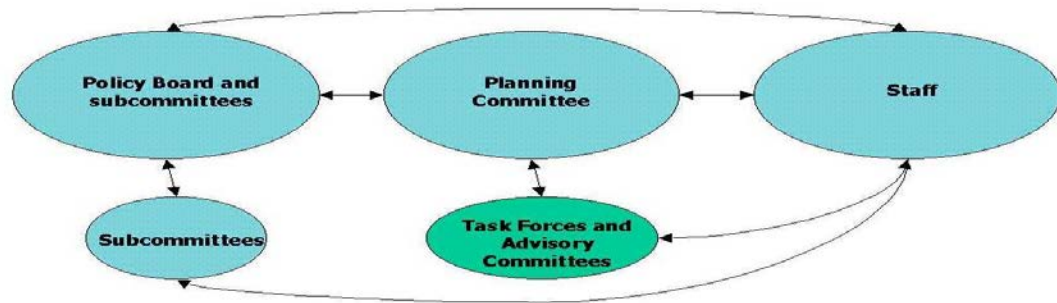 Policy Board and
subcommittees
Planning
Committee
Staff
Subcommittees
Task Forces and
Advisory
Committees